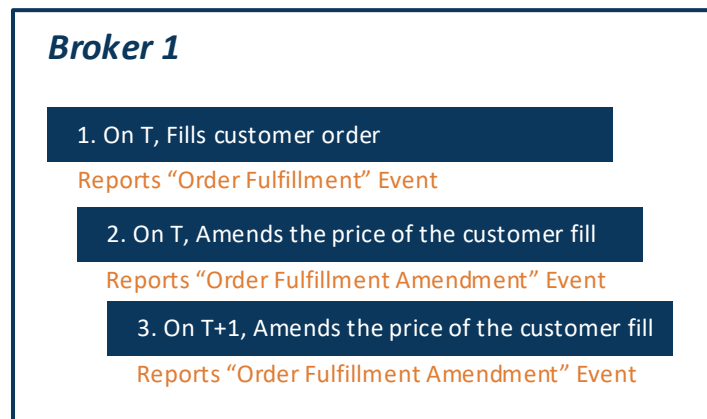 Broker 1
1. On T, Fills customer order
Reports “Order Fulfillment” Event
2. On T, Amends the price of the customer fill
Reports “Order Fulfillment Amendment” Event
3. On T+1, Amends the price of the customer fill
Reports “Order Fulfillment Amendment” Event